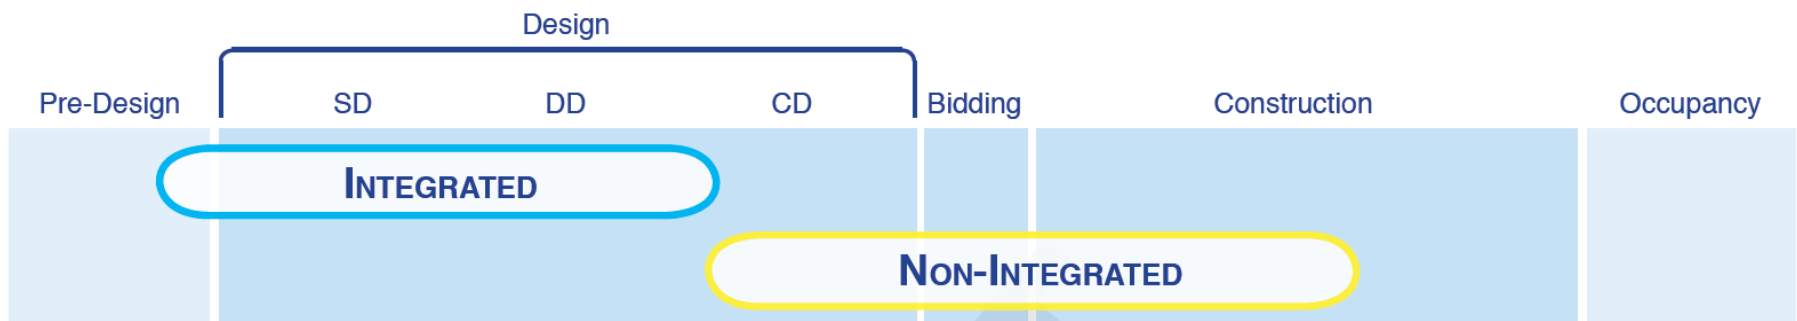 Design
Pre-Design SD DD CD Bidding Construction Occupancy
INTEGRATED
NON-INTEGRATED